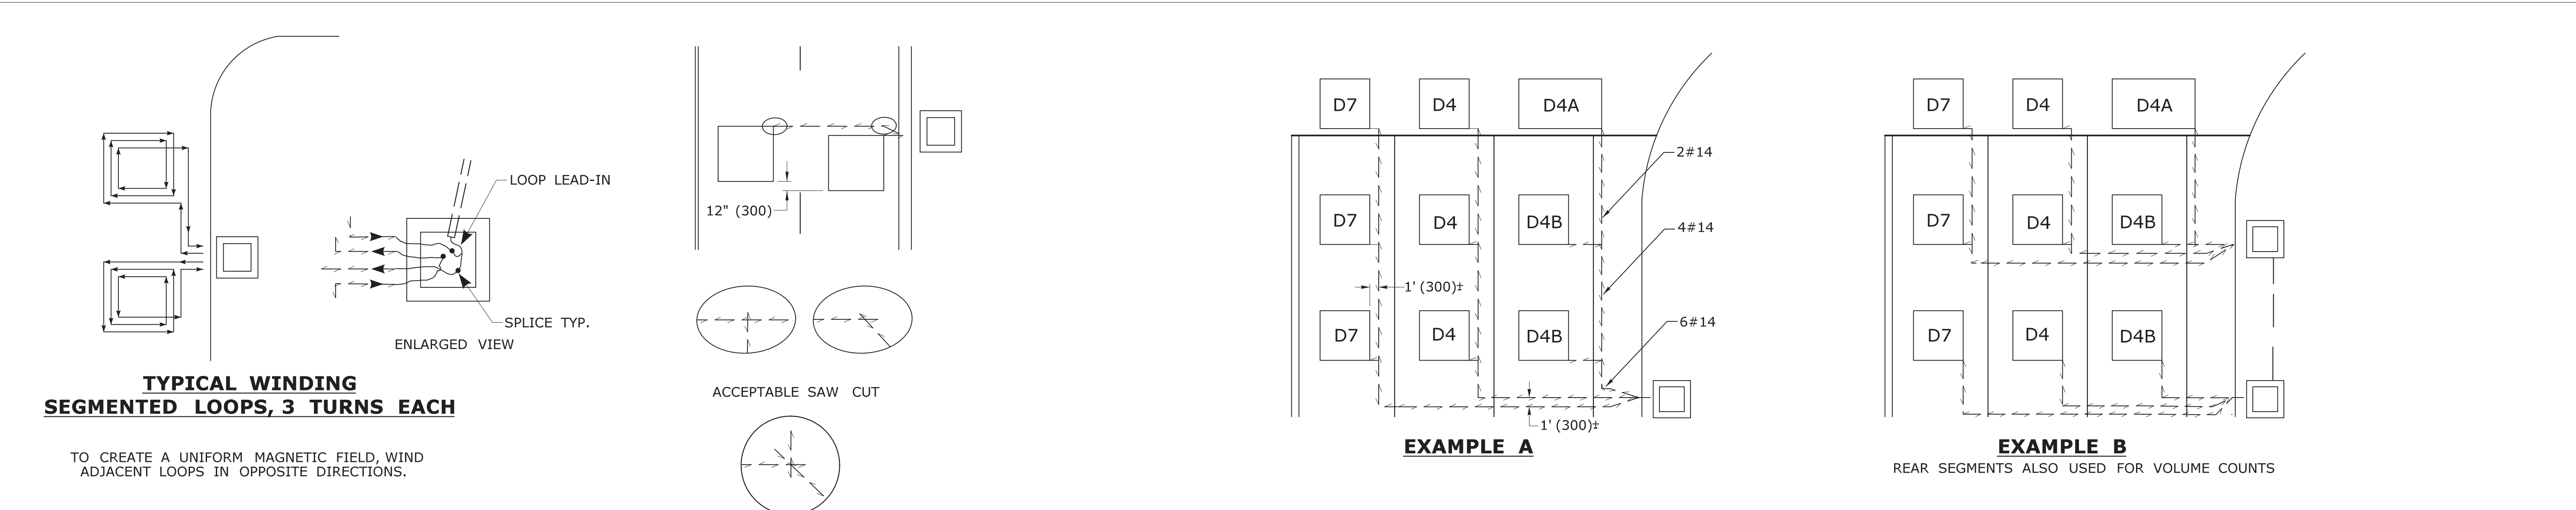 LOOP LEAD-IN
SPLICE TYP.
ENLARGED VIEW
TYPICAL WINDING
SEGMENTED LOOPS, 3 TURNS EACH
TO CREATE A UNIFORM MAGNETIC FIELD, WIND
ADJACENT LOOPS IN OPPOSITE DIRECTIONS.
12" (300)
ACCEPTABLE SAW CUT
D7 D4 D4A
2#14
D7 D4 D4B
4#14
1' (300)±
6#14
D7 D4 D4B
1' (300)±
EXAMPLE A
D7 D4 D4A
D7 D4 D4B
D7 D4 D4B
EXAMPLE B
REAR SEGMENTS ALSO USED FOR VOLUME COUNTS